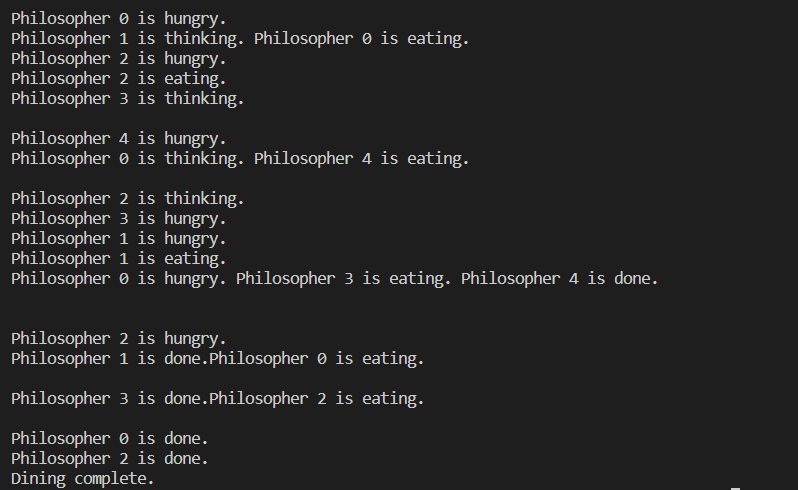 Philosopher 0 is hungry.
Philosopher 1 is thinking. Philosopher 0 is eating.
Philosopher 2 is hungry.
Philosopher 2 is eating.
Philosopher 3 is thinking.
Philosopher 4 is hungry.
Philosopher 0 is thinking. Philosopher 4 is eating.
Philosopher 2 is thinking.
Philosopher 3 is hungry.
Philosopher 1 is hungry.
Philosopher 1 is eating.
Philosopher 0 is hungry. Philosopher 3 is eating. Philosopher 4 is done.
Philosopher 2 is hungry.
Philosopher 1 is done.Philosopher 0 is eating.
Philosopher 3 is done.Philosopher 2 is eating.
Philosopher 0 is done.
Philosopher 2 is done.
Dining complete.